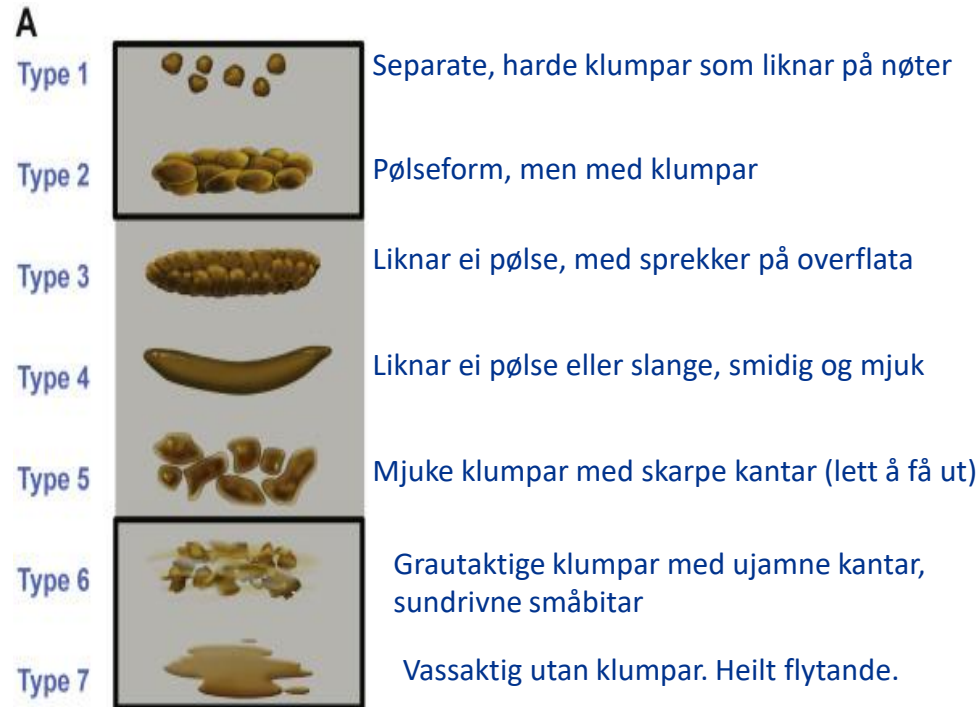 A
Type 1
Separate, harde klumpar som liknar på nøter
Type 2
Pølseform, men med klumpar
Type 3
Liknar ei pølse, med sprekker på overflata
Type 4
Liknar ei pølse eller slange, smidig og mjuk
Type 5
Mjuke klumpar med skarpe kantar (lett å få ut)
Type 6
Grautaktige klumpar med ujamne kantar,
sundrivne småbitar
Type 7
Vassaktig utan klumpar. Heilt flytande.